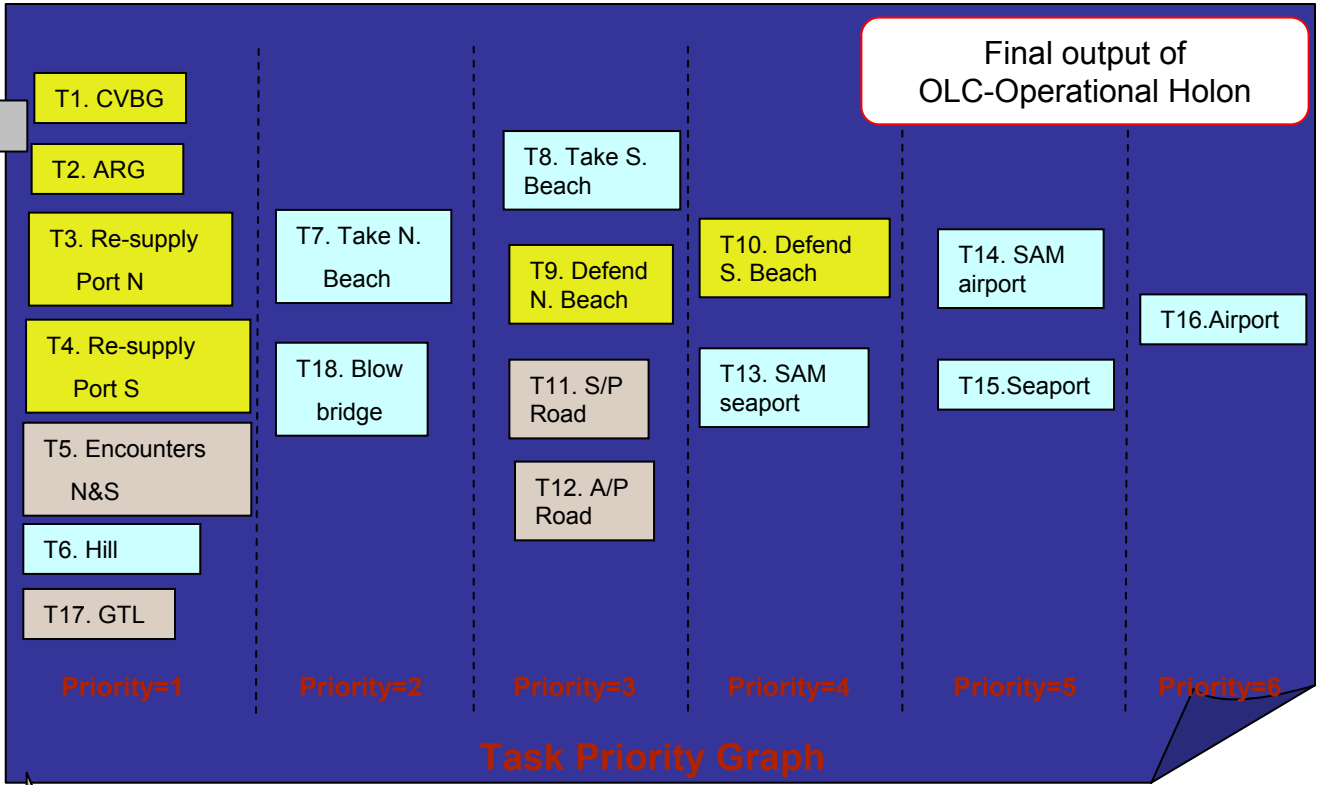 Final output of
OLC-Operational Holon
T1. CVBG
T2. ARG
T3. Re-supply
Port N
T4. Re-supply
Port S
T5. Encounters
N&S
T6. Hill
T17. GTL
T7. Take N.
Beach
T18. Blow
bridge
T8. Take S.
Beach
T9. Defend
N. Beach
T11. S/P
Road
T12. A/P
Road
T10. Defend
S. Beach
T13. SAM
seaport
T14. SAM
airport
T15.Seaport
T16.Airport
Priority=1
Priority=2
Priority=3
Priority=4
Priority=5
Priority=6
Task Priority Graph